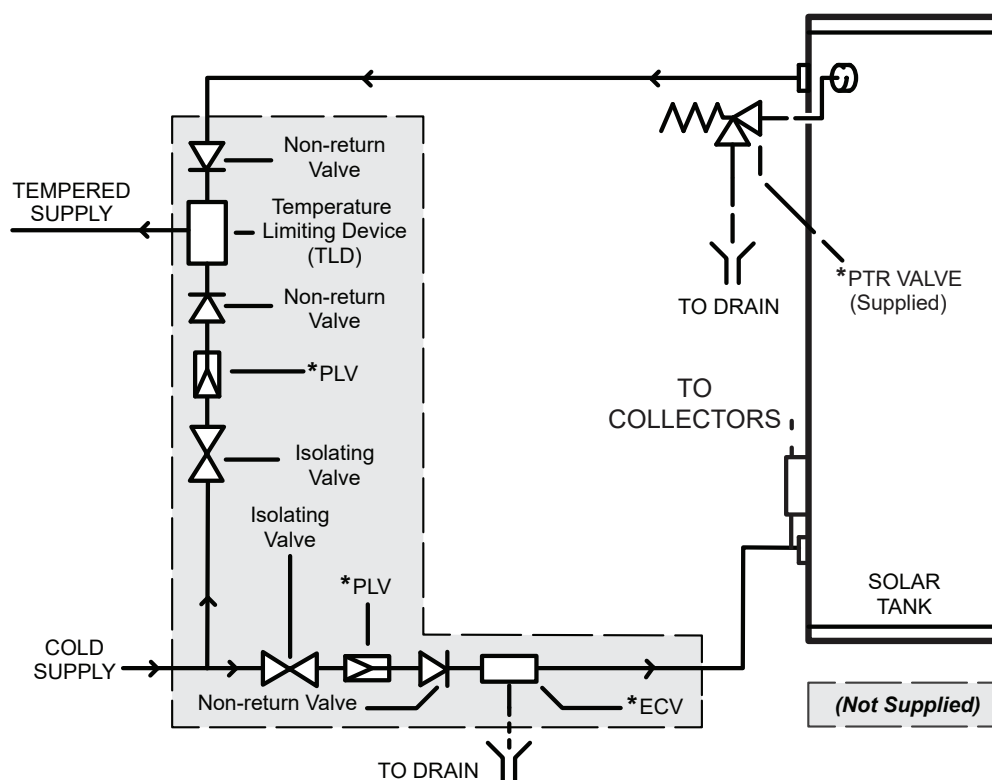 Non-return
Valve
TEMPERED
SUPPLY
Temperature
Limiting Device
(TLD)
*PTR VALVE
(Supplied)
TO DRAIN
Non-return
Valve
*PLV
TO
COLLECTORS
Isolating
Valve
Isolating
Valve
*PLV
SOLAR
TANK
COLD
SUPPLY
Non-return Valve
*ECV
(Not Supplied)
TO DRAIN